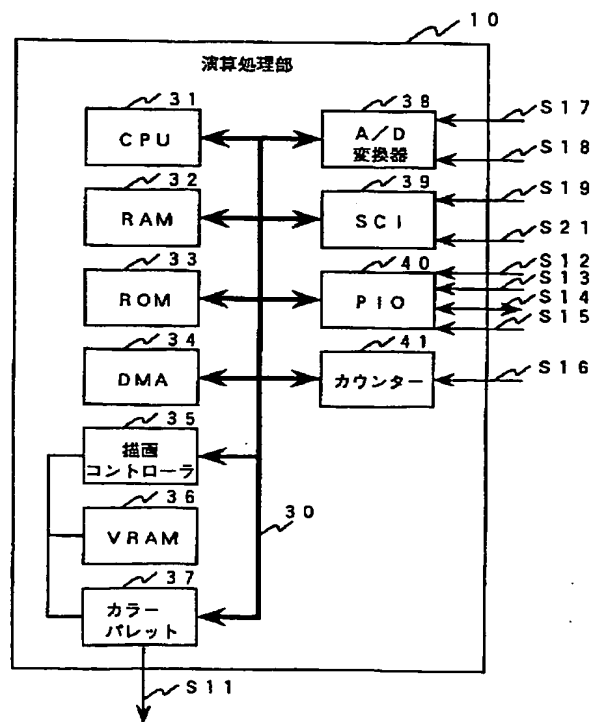 10
演算処理部
31
CPU
32
RAM
33
ROM
34
DMA
35
描画
コントローラ
36
VRAM
37
カラー
パレット
38
A/D
変換器
39
SCI
40
PIO
41
カウンター
30
S17
S18
S19
S21
S12
S13
S14
S15
S16
S11